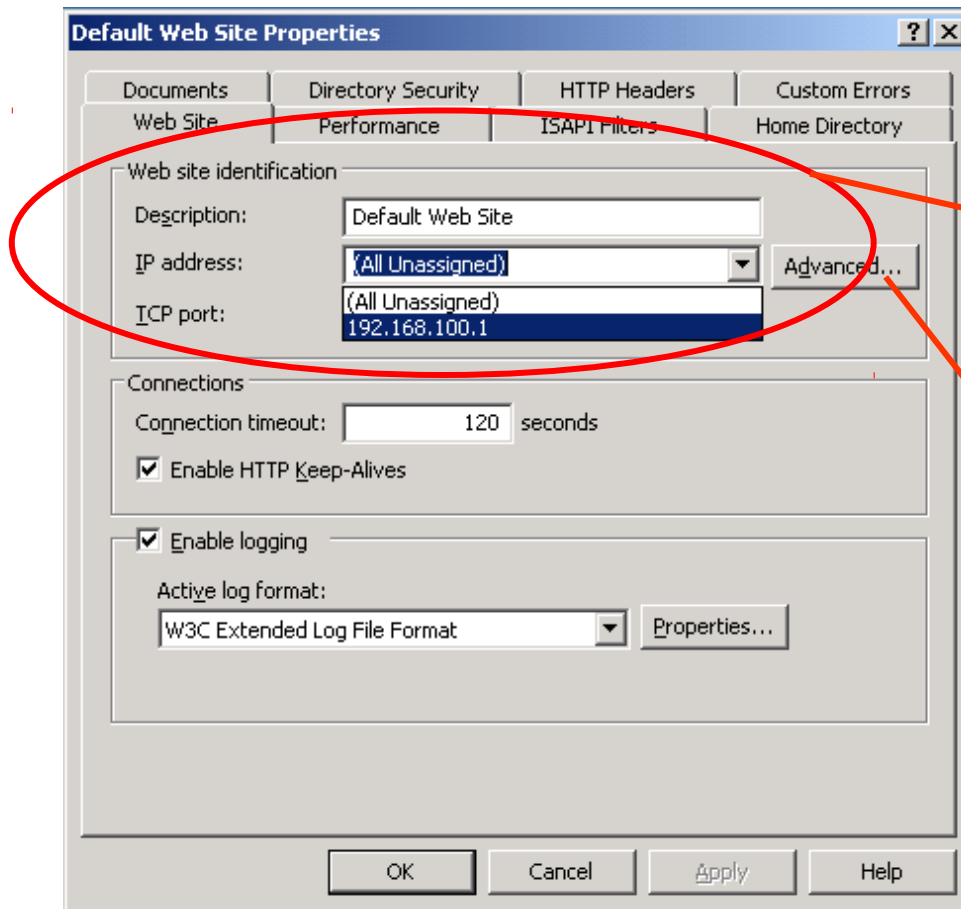 Default Web Site Properties
Documents Directory Security HTTP Headers Custom Errors
Web Site Performance ISAPI Filters Home Directory
Web site identification
Description: Default Web Site
IP address: (All Unassigned) Advanced...
(All Unassigned)
TCP port: 192.168.100.1
Connections
Connection timeout: 120 seconds
Enable HTTP Keep-Alives
Enable logging
Active log format:
W3C Extended Log File Format Properties...
OK Cancel Apply Help